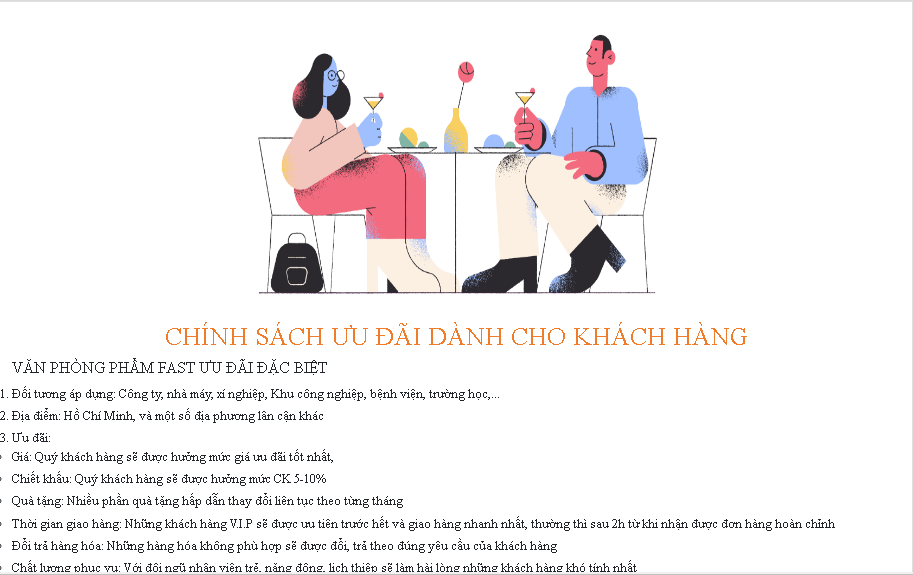 CHÍNH SÁCH ƯU ĐÃI DÀNH CHO KHÁCH HÀNG
VĂN PHÒNG PHẨM FAST ƯU ĐÃI ĐẶC BIỆT
1. Đối tương áp dụng: Công ty, nhà máy, xí nghiệp, Khu công nghiệp, bệnh viện, trường học,...
2. Địa điểm: Hồ Chí Minh, và một số địa phương lân cận khác
3. Ưu đãi:
Giá: Quý khách hàng sẽ được hưởng mức giá ưu đãi tốt nhất,
Chiết khấu: Quý khách hàng sẽ được hưởng mức CK 5-10%
Quà tặng: Nhiều phần quà tặng hấp dẫn thay đổi liên tục theo từng tháng
Thời gian giao hàng: Những khách hàng V.I.P sẽ được ưu tiên trước hết và giao hàng nhanh nhất, thường thì sau 2h từ khi nhận được đơn hàng hoàn chỉnh
Đổi trả hàng hóa: Những hàng hóa không phù hợp sẽ được đổi, trả theo đúng yêu cầu của khách hàng
Chất lượng phục vụ: Với đội ngũ nhân viên trẻ, năng động, lịch thiệp sẽ làm hài lòng những khách hàng khó tính nhất